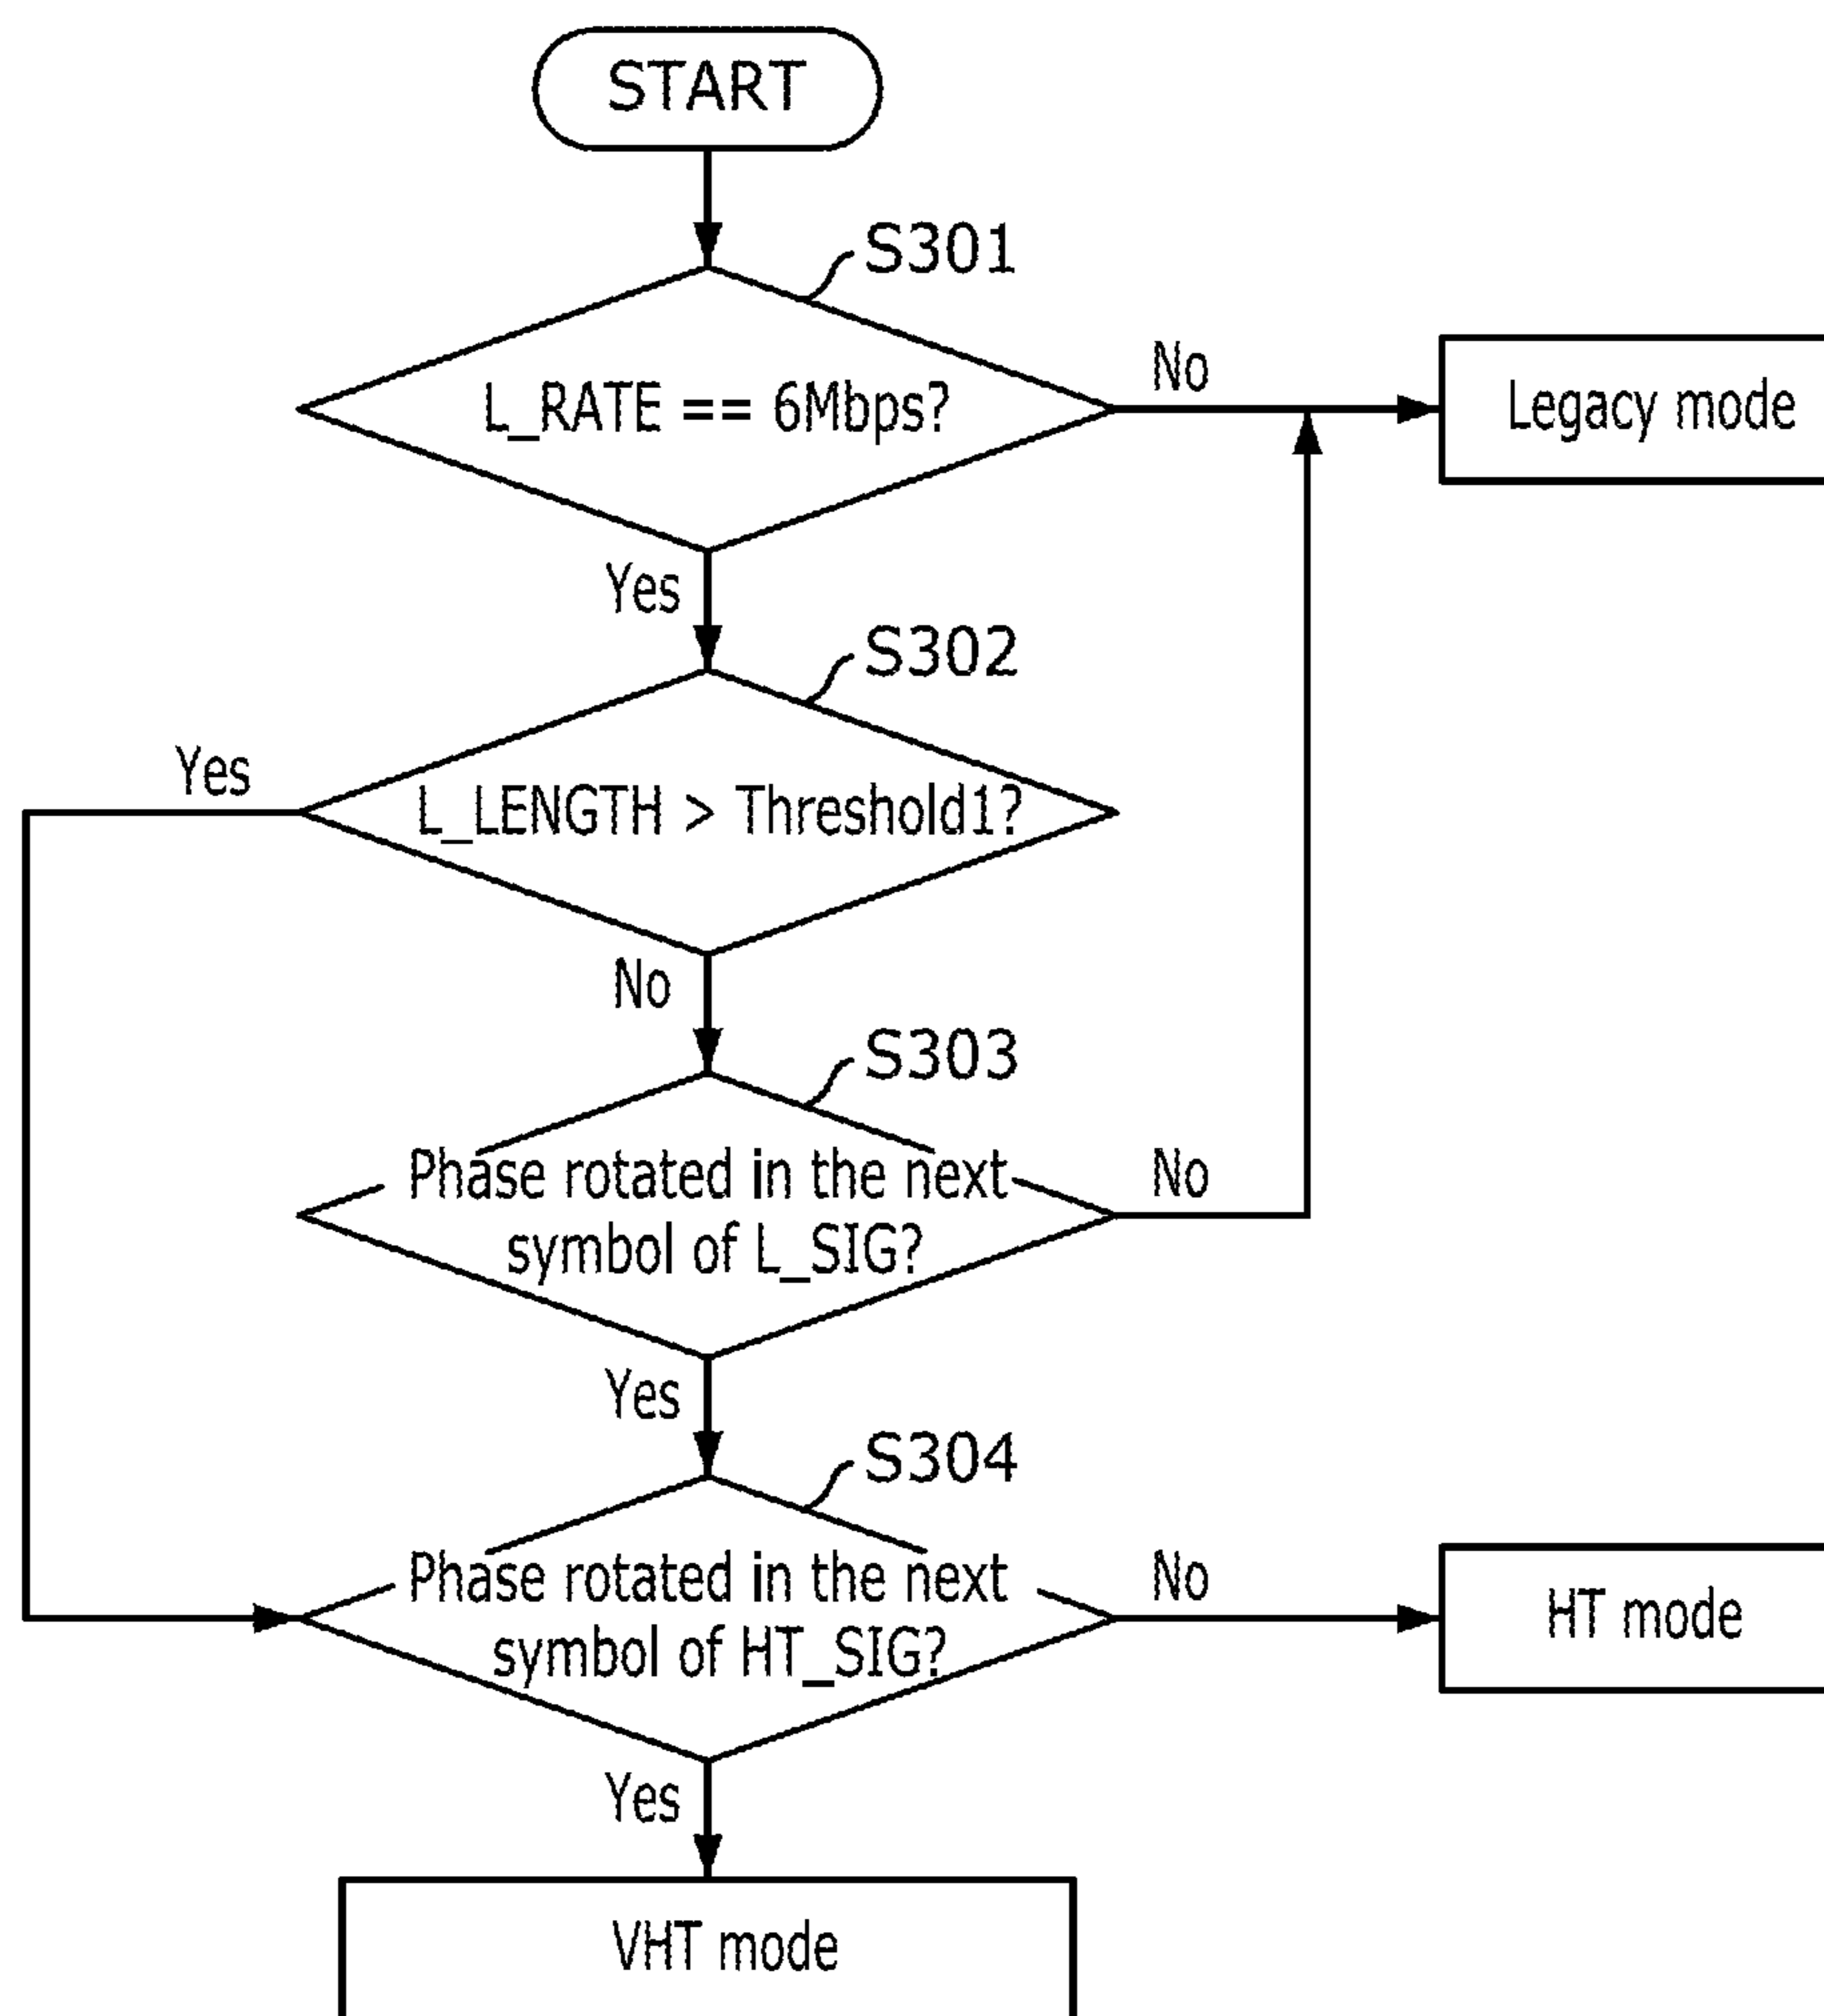 START
S301
L_RATE == 6Mbps?
No
Legacy mode
Yes
S302
Yes
L_LENGTH > Threshold1?
No
S303
Phase rotated in the next
symbol of L_SIG?
No
Yes
S304
Phase rotated in the next
symbol of HT_SIG?
No
HT mode
Yes
VHT mode